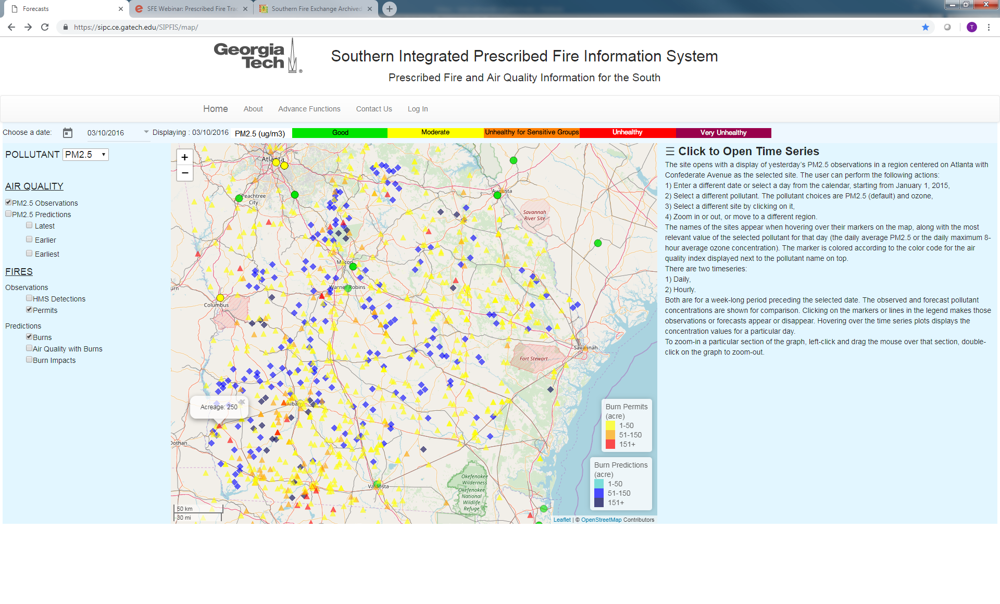 Forecasts
SFE Webinar: Prescribed Fire Trac
Southern Fire Exchange Archived
https://sipc.ce.gatech.edu/SIPFIS/map/
T
Georgia
Tech
®
Southern Integrated Prescribed Fire Information System
Prescribed Fire and Air Quality Information for the South
Home
About
Advance Functions
Contact Us
Log In
Choose a date:
03/10/2016
Displaying : 03/10/2016
PM2.5 (ug/m3)
Good
Moderate
Unhealthy for Sensitive Groups
Unhealthy
Very Unhealthy
POLLUTANT PM2.5
AIR QUALITY
PM2.5 Observations
PM2.5 Predictions
Latest
Earlier
Earliest
FIRES
Observations
HMS Detections
Permits
Predictions
Burns
Air Quality with Burns
Burn Impacts
+
−
Atlanta
Peachtree
City
Augusta
Savannah
River Site
Macon
Warner Robins
urn
Columbus
Savannah
Fort Stewart
Acreage: 250
×
Albany
Dothan
Valdosta
Okefenokee
Wilderness
Okefenokee
National
Wildlife
Refuge
Burn Permits
(acre)
1-50
51-150
151+
Burn Predictions
(acre)
1-50
51-150
151+
50 km
30 mi
Leaflet | © OpenStreetMap Contributors
☰ Click to Open Time Series
The site opens with a display of yesterday's PM2.5 observations in a region centered on Atlanta with
Confederate Avenue as the selected site. The user can perform the following actions:
1) Enter a different date or select a day from the calendar, starting from January 1, 2015,
2) Select a different pollutant. The pollutant choices are PM2.5 (default) and ozone,
3) Select a different site by clicking on it,
4) Zoom in or out, or move to a different region.
The names of the sites appear when hovering over their markers on the map, along with the most
relevant value of the selected pollutant for that day (the daily average PM2.5 or the daily maximum 8-
hour average ozone concentration). The marker is colored according to the color code for the air
quality index displayed next to the pollutant name on top.
There are two timeseries:
1) Daily,
2) Hourly.
Both are for a week-long period preceding the selected date. The observed and forecast pollutant
concentrations are shown for comparison. Clicking on the markers or lines in the legend makes those
observations or forecasts appear or disappear. Hovering over the time series plots displays the
concentration values for a particular day.
To zoom-in a particular section of the graph, left-click and drag the mouse over that section, double-
click on the graph to zoom-out.